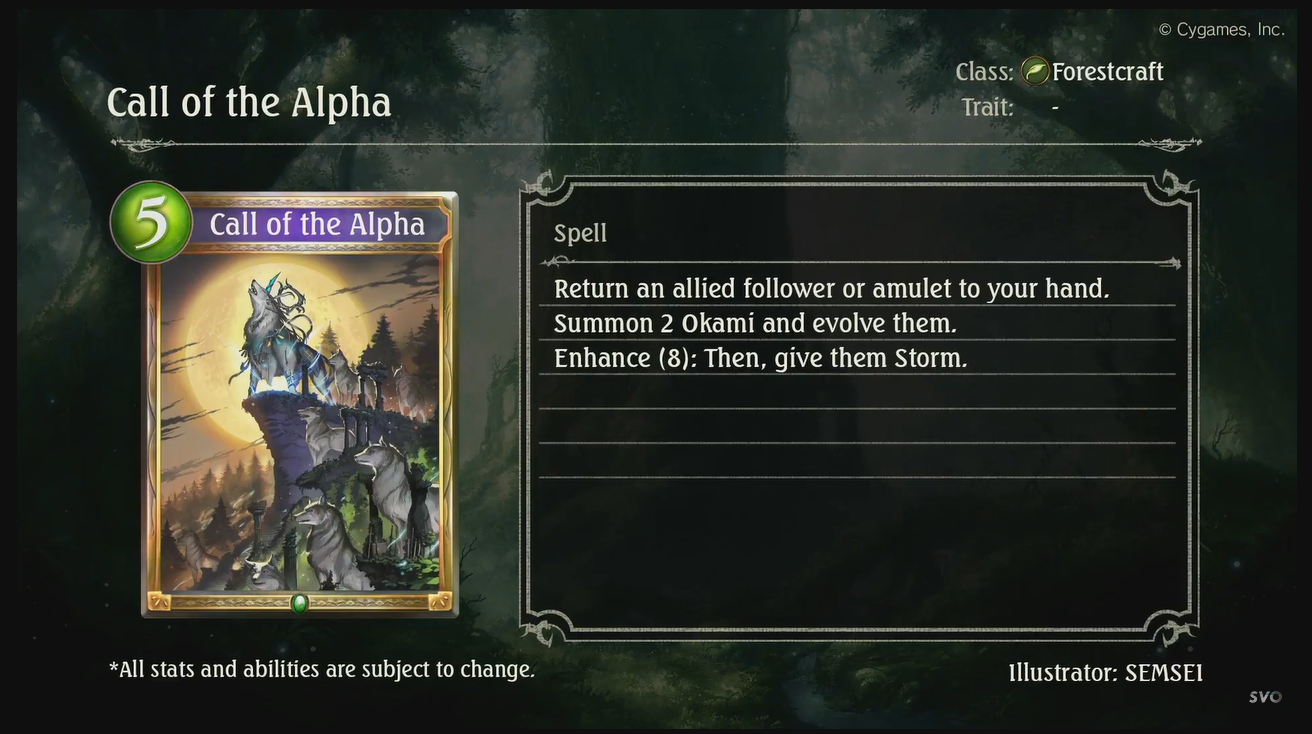 © Cygames, Inc.
Class: Forestcraft
Trait: -
Call of the Alpha
5
Call of the Alpha
Spell
Return an allied follower or amulet to your hand.
Summon 2 Okami and evolve them.
Enhance (8): Then, give them Storm.
*All stats and abilities are subject to change.
Illustrator: SEMSEI
SVO